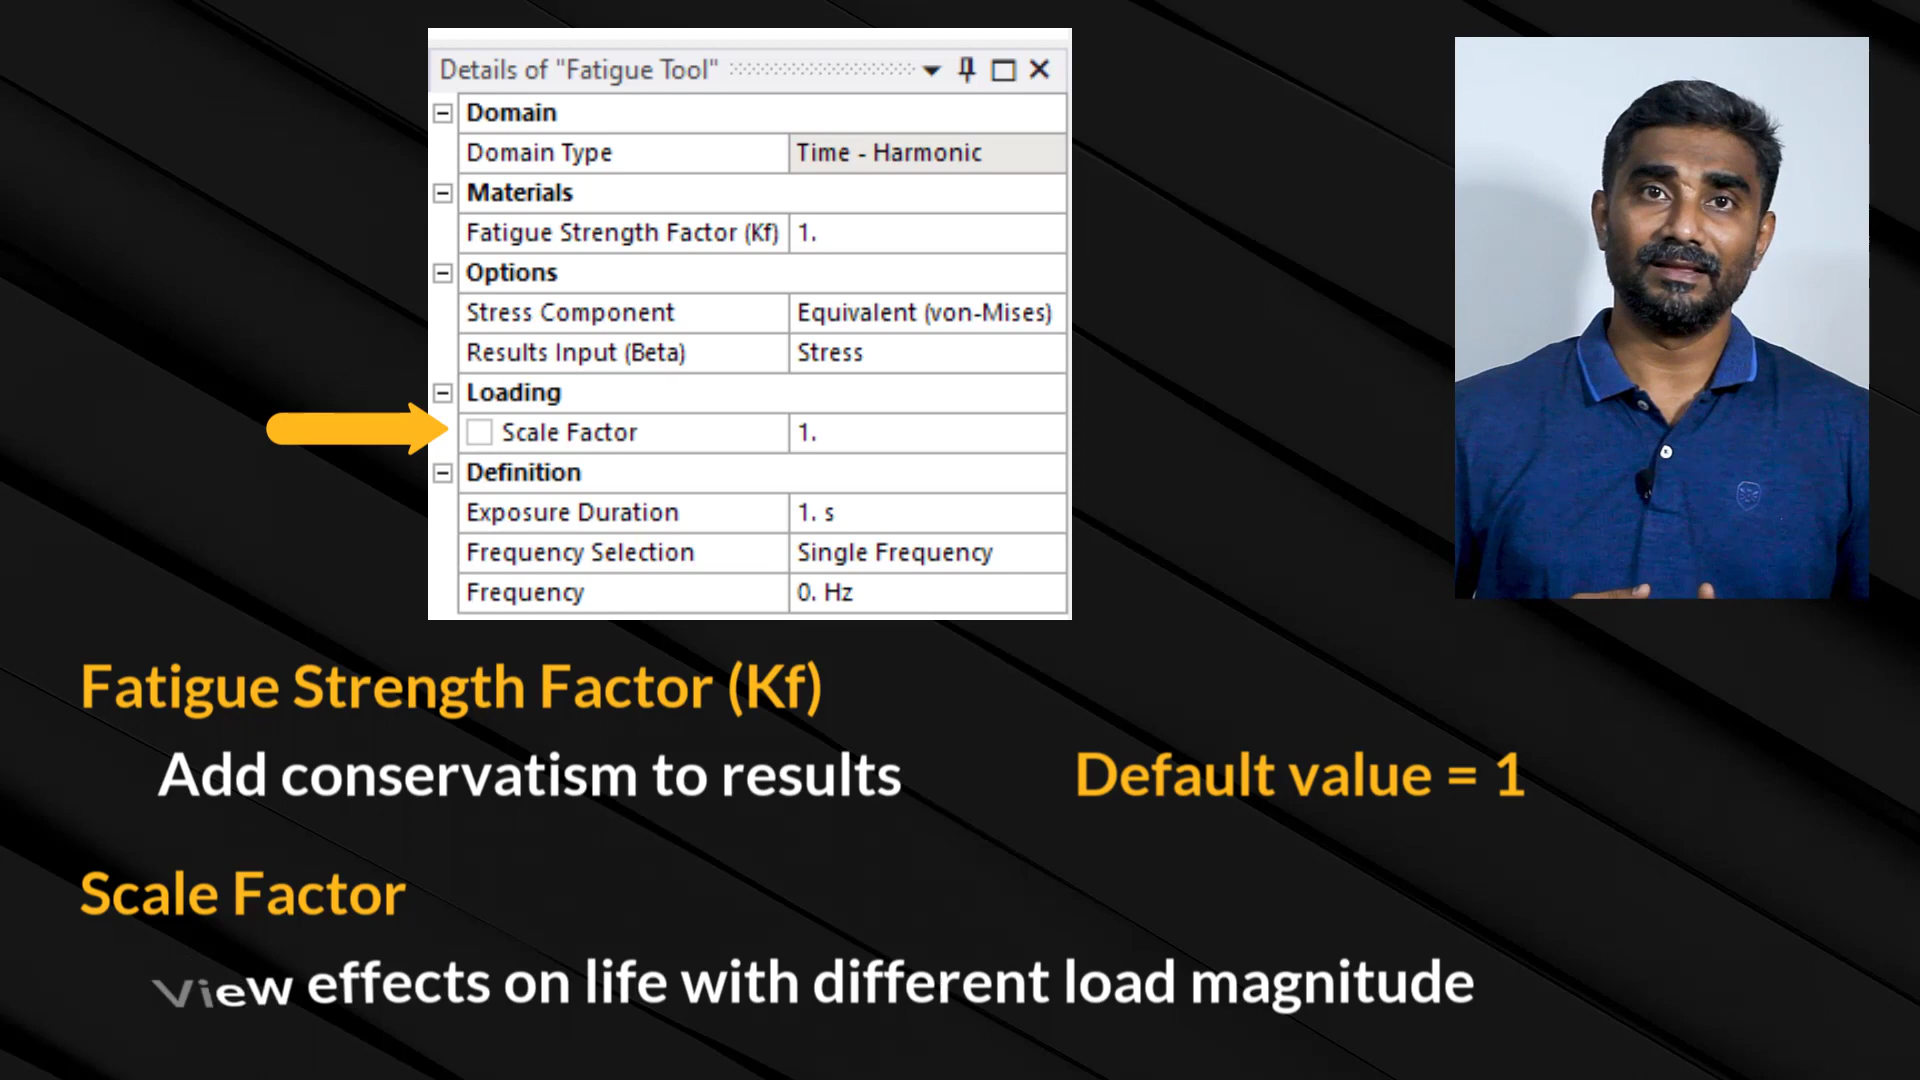 Details of "Fatigue Tool"
Domain
Domain Type Time - Harmonic
Materials
Fatigue Strength Factor (Kf) 1.
Options
Stress Component Equivalent (von-Mises)
Results Input (Beta) Stress
Loading
Scale Factor 1.
Definition
Exposure Duration 1. s
Frequency Selection Single Frequency
Frequency 0. Hz
Fatigue Strength Factor (Kf)
Add conservatism to results
Default value = 1
Scale Factor
View effects on life with different load magnitude